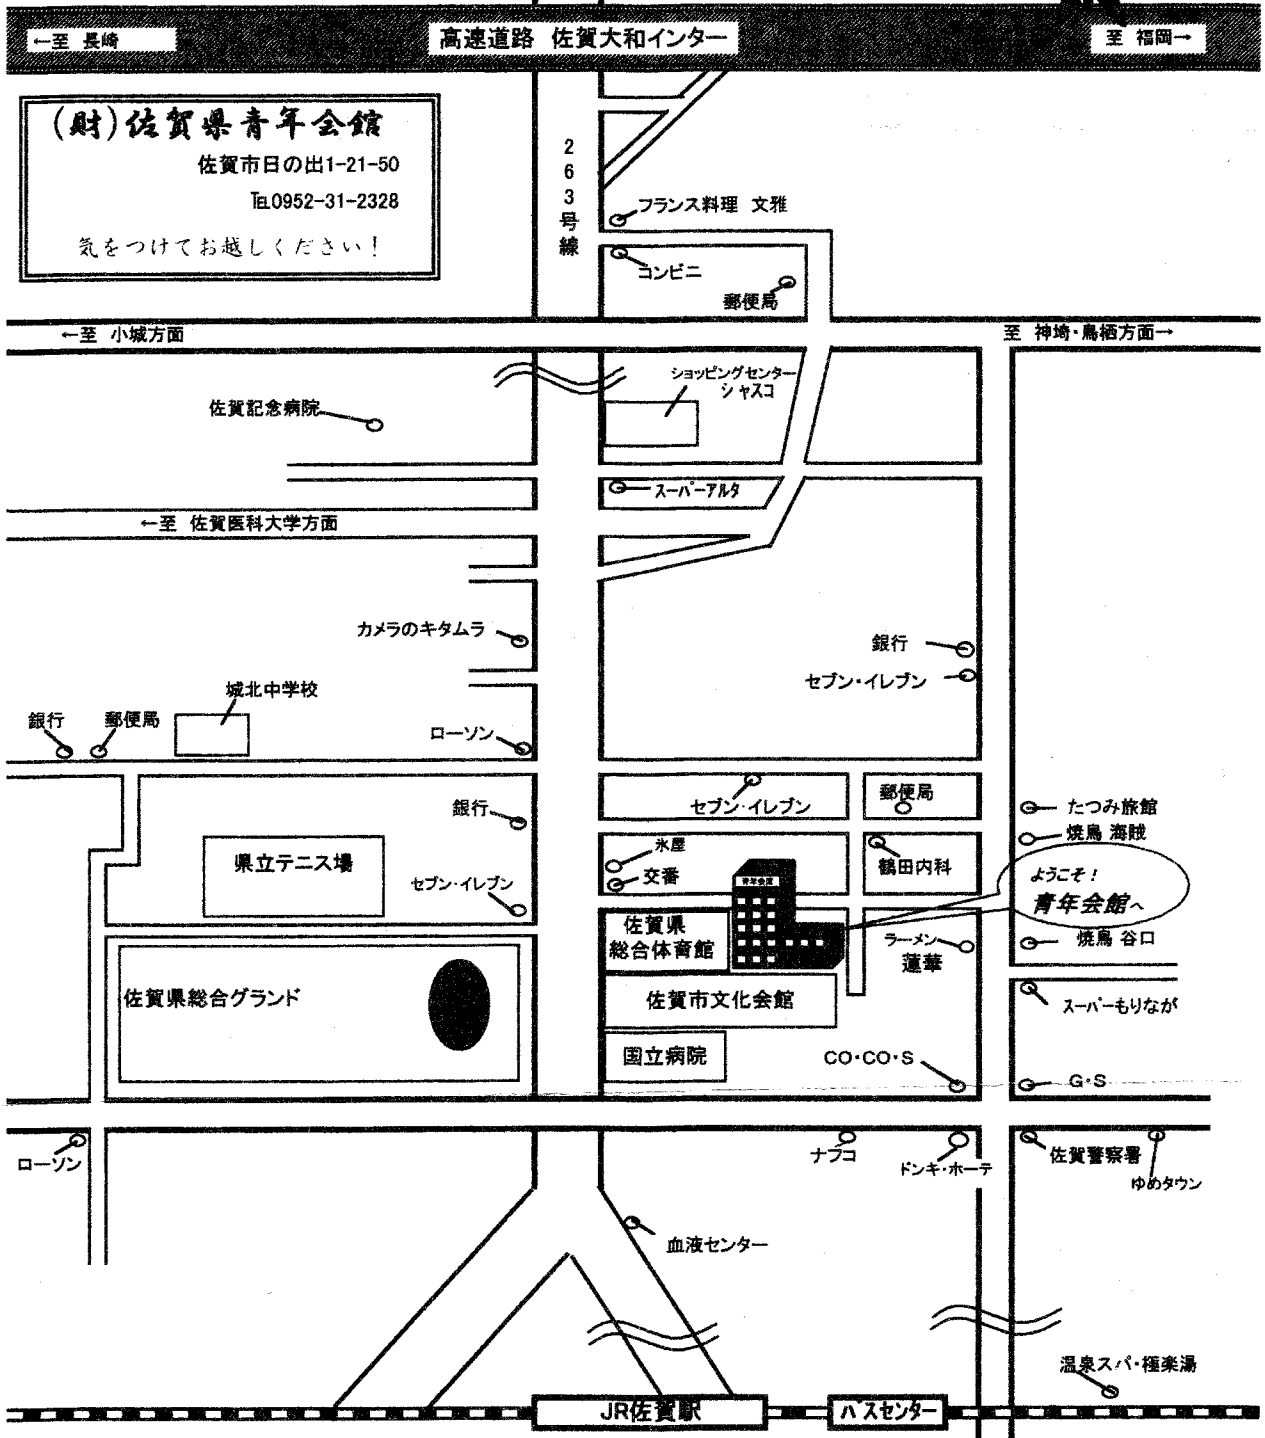 ←至 長崎
高速道路 佐賀大和インター
至 福岡→
(財)佐賀県青年会館
佐賀市日の出1-21-50
℡0952-31-2328
気をつけてお越しください！
263号線
フランス料理 文雅
コンビニ
郵便局
←至 小城方面
至 神埼・鳥栖方面→
ショッピングセンター
ジャスコ
佐賀記念病院
スーパーアルタ
←至 佐賀医科大学方面
カメラのキタムラ
銀行
セブン・イレブン
城北中学校
銀行
郵便局
ローソン
セブン・イレブン
郵便局
銀行
たつみ旅館
焼鳥 海賊
県立テニス場
氷屋
交番
鶴田内科
セブン・イレブン
青年会館
ようこそ！
青年会館へ
佐賀県
総合体育館
ラーメン
蓮華
焼鳥 谷口
佐賀県総合グランド
佐賀市文化会館
スーパーもりなが
国立病院
CO・CO・S
G・S
ローソン
ナフコ
ドンキ・ホーテ
佐賀警察署
ゆめタウン
血液センター
温泉スパ・極楽湯
JR佐賀駅
バスセンター